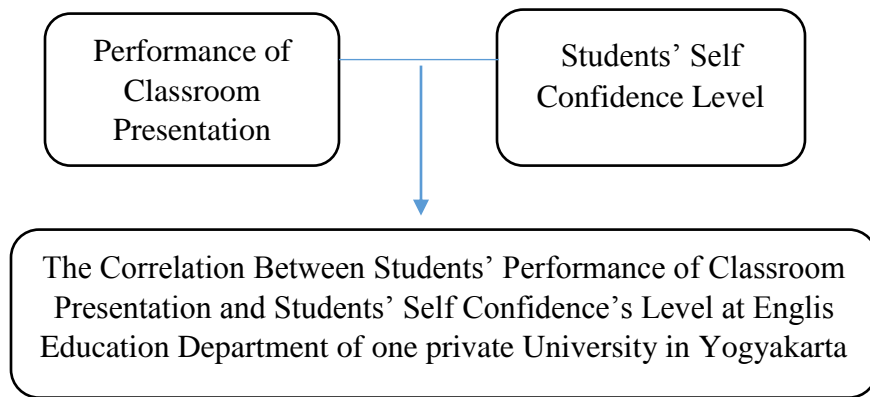 Performance of
Classroom
Presentation
Students’ Self
Confidence Level
The Correlation Between Students’ Performance of Classroom
Presentation and Students’ Self Confidence’s Level at Englis
Education Department of one private University in Yogyakarta